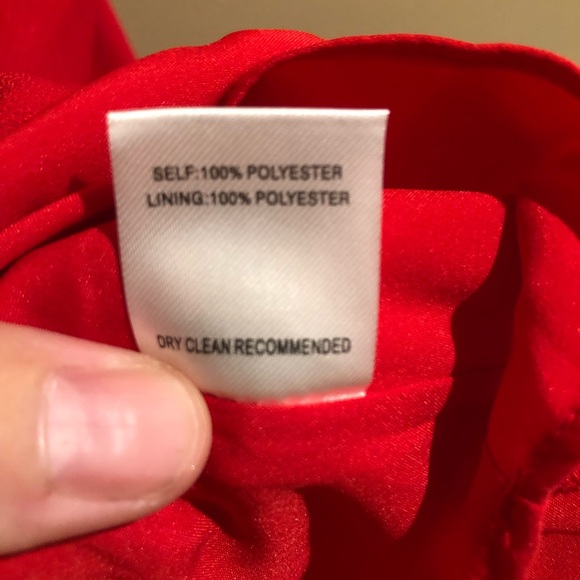 SELF:100% POLYESTER
LINING:100% POLYESTER
DRY CLEAN RECOMMENDED